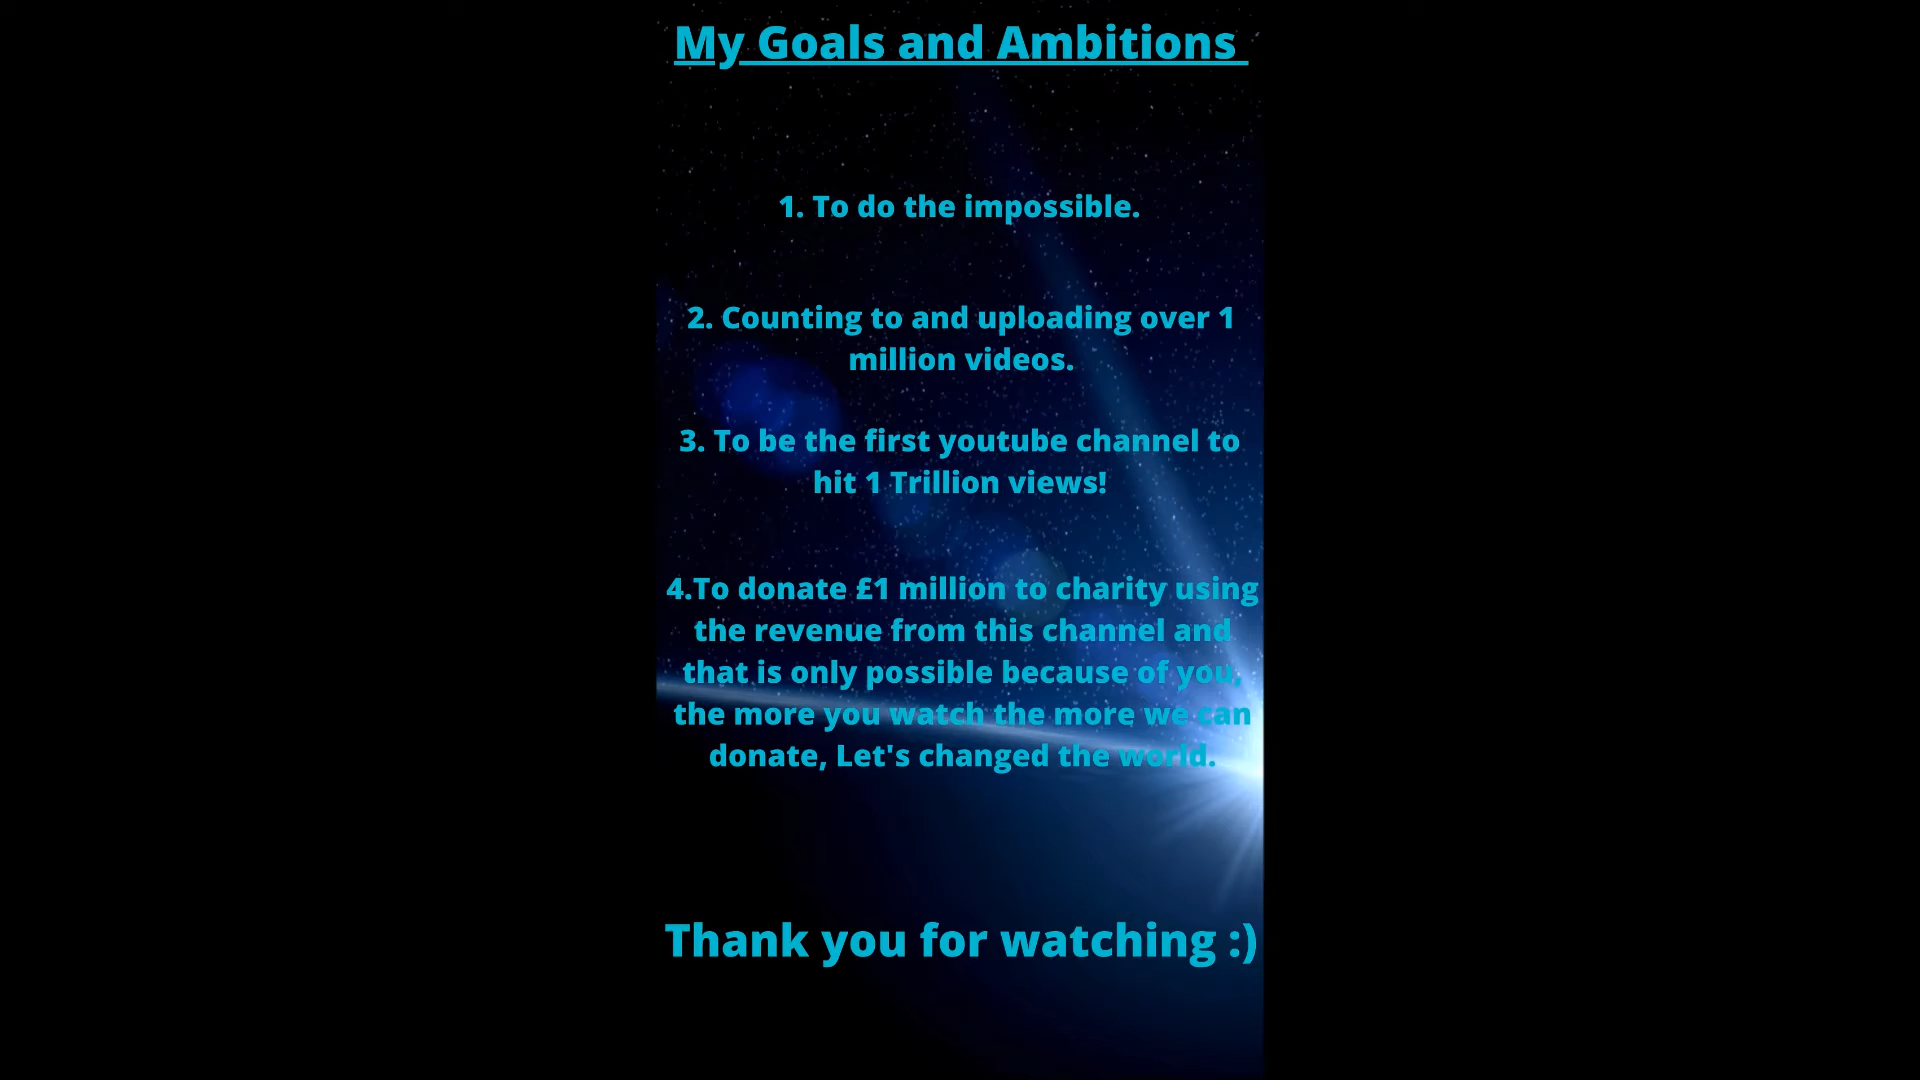 My Goals and Ambitions
1. To do the impossible.
2. Counting to and uploading over 1
million videos.
3. To be the first youtube channel to
hit 1 Trillion views!
4.To donate £1 million to charity using
the revenue from this channel and
that is only possible because of you,
the more you watch the more we can
donate, Let's changed the world.
Thank you for watching :)